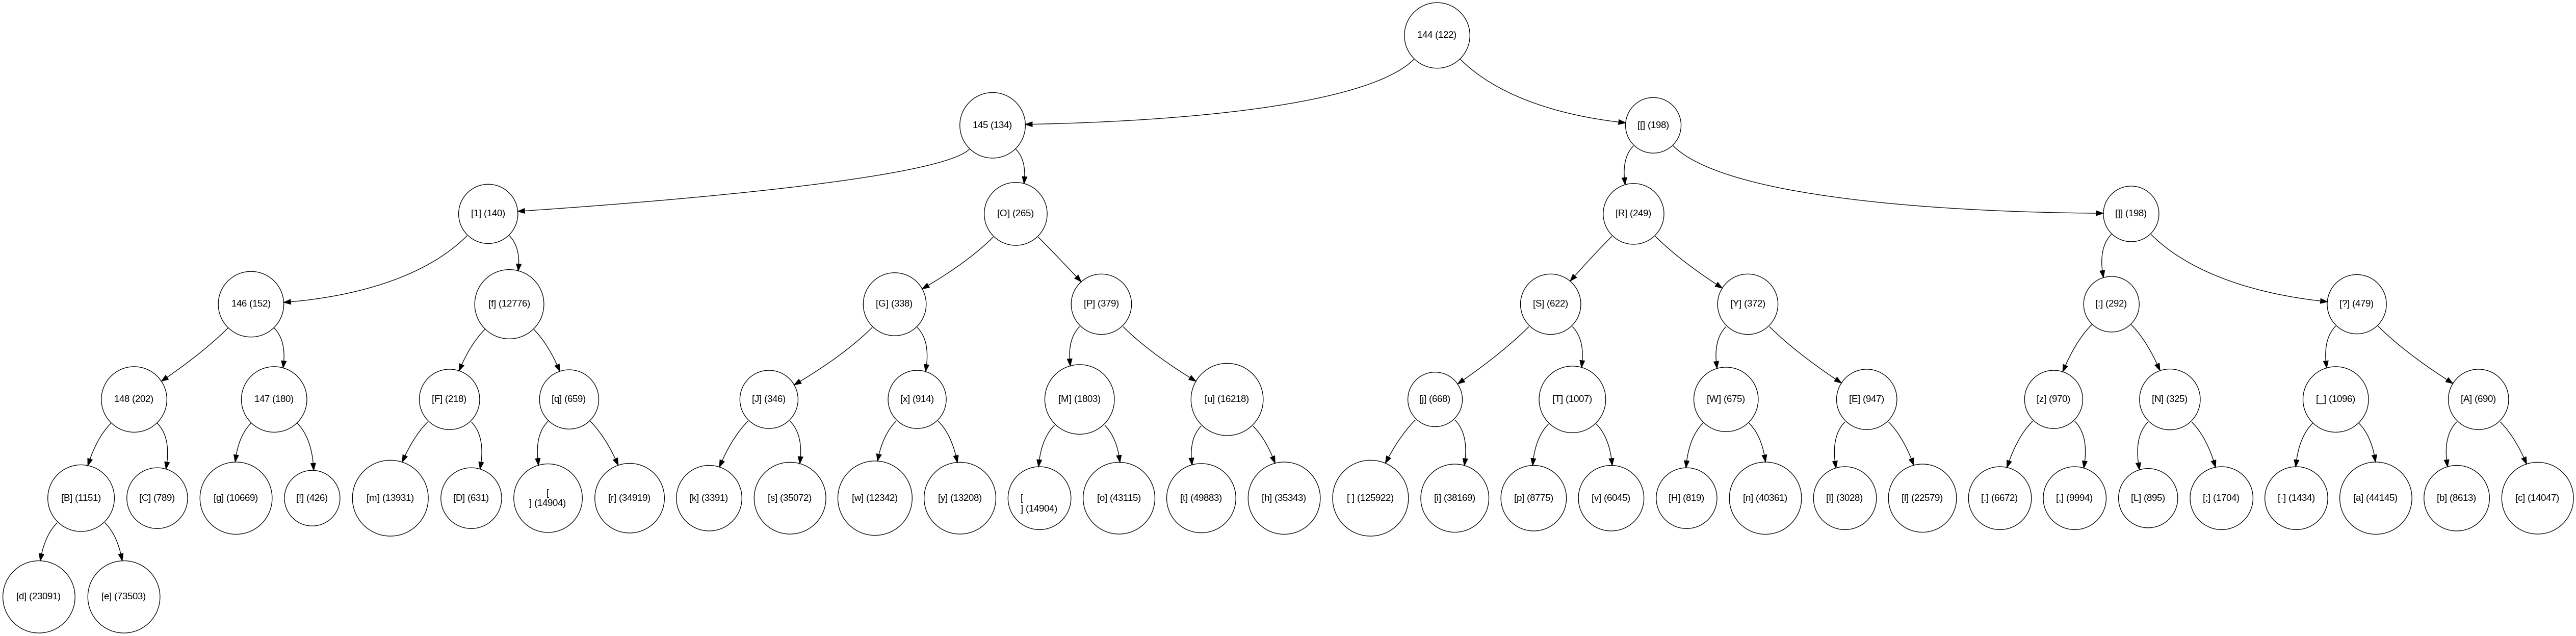 144 (122)
145 (134)
[[] (198)
[1] (140)
[O] (265)
[R] (249)
[]] (198)
146 (152)
[f] (12776)
[G] (338)
[P] (379)
[S] (622)
[Y] (372)
[:] (292)
[?] (479)
148 (202)
147 (180)
[F] (218)
[q] (659)
[J] (346)
[x] (914)
[M] (1803)
[u] (16218)
[j] (668)
[T] (1007)
[W] (675)
[E] (947)
[z] (970)
[N] (325)
[_] (1096)
[A] (690)
[B] (1151)
[C] (789)
[g] (10669)
[!] (426)
[m] (13931)
[D] (631)
[
] (14904)
[r] (34919)
[k] (3391)
[s] (35072)
[w] (12342)
[y] (13208)
[
] (14904)
[o] (43115)
[t] (49883)
[h] (35343)
[ ] (125922)
[i] (38169)
[p] (8775)
[v] (6045)
[H] (819)
[n] (40361)
[I] (3028)
[l] (22579)
[.] (6672)
[,] (9994)
[L] (895)
[;] (1704)
[-] (1434)
[a] (44145)
[b] (8613)
[c] (14047)
[d] (23091)
[e] (73503)